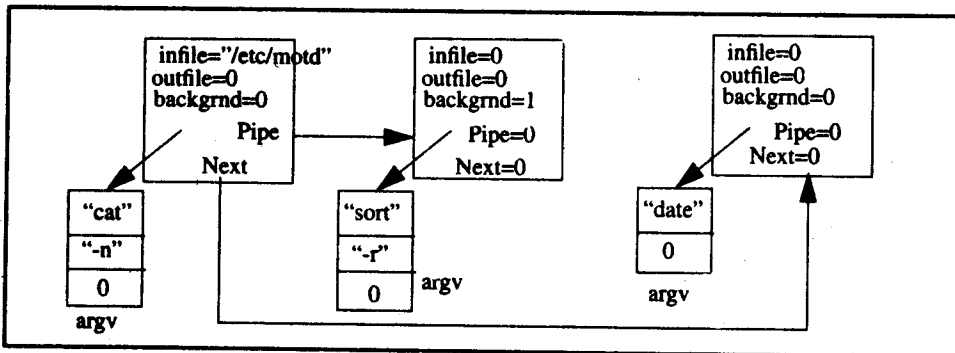 infile="/etc/motd"
outfile=0
backgrnd=0
Pipe
Next
"cat"
"-n"
0
argv
infile=0
outfile=0
backgrnd=1
Pipe=0
Next=0
"sort"
"-r"
0
argv
infile=0
outfile=0
backgrnd=0
Pipe=0
Next=0
"date"
0
argv